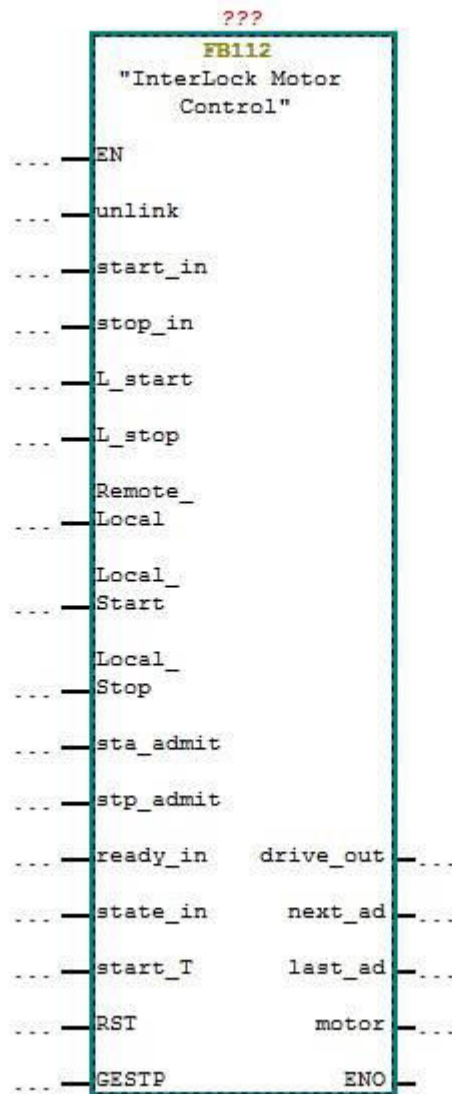 ???
FB112
"InterLock Motor
Control"
... EN
... unlink
... start_in
... stop_in
... L_start
... L_stop
Remote_
... Local
Local_
... Start
Local_
... Stop
... sta_admit
... stp_admit
... ready_in drive_out ...
... state_in next_ad ...
... start_T last_ad ...
... RST motor ...
... GESTP ENO